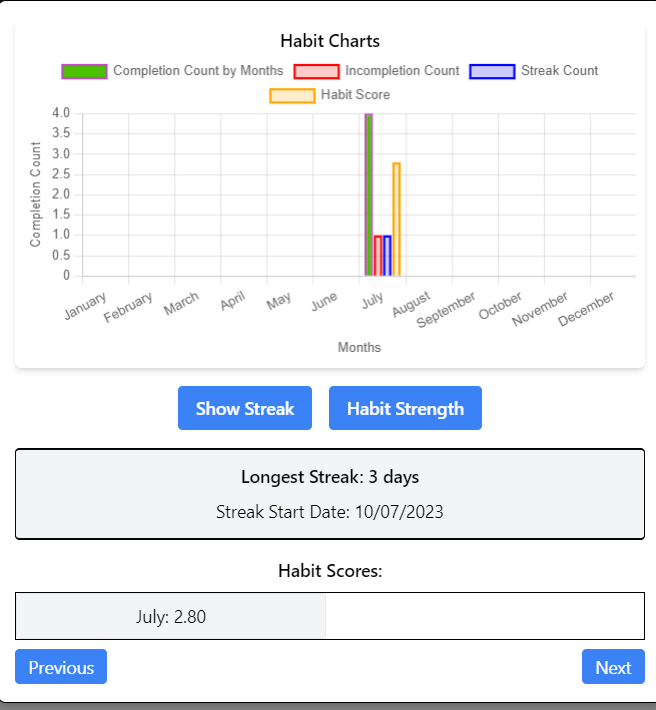 Habit Charts
Completion Count by Months Incompletion Count Streak Count
Habit Score
Completion Count
4.0
3.5
3.0
2.5
2.0
1.5
1.0
0.5
0
January February March April May June July August September October November December
Months
Show Streak Habit Strength
Longest Streak: 3 days
Streak Start Date: 10/07/2023
Habit Scores:
July: 2.80
Previous Next